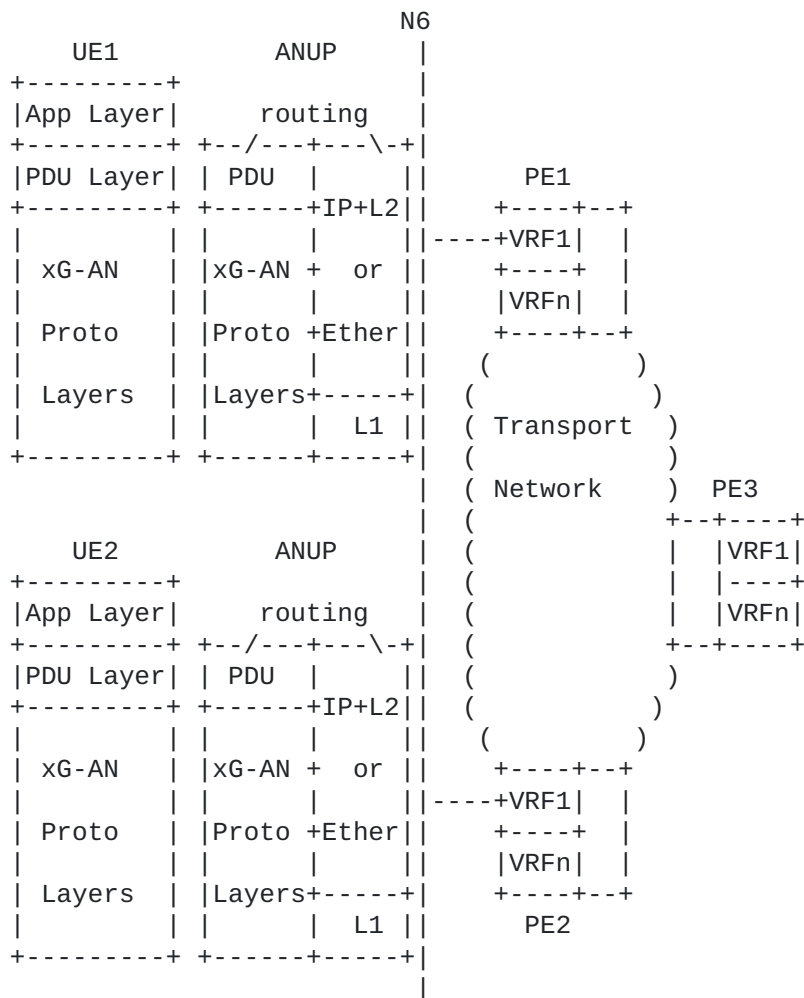 N6
UE1 ANUP
App Layer routing
PDU Layer PDU PE1
IP+L2
VRF1
xG-AN xG-AN or
VRFn
Proto Proto Ether
Layers Layers
L1 Transport
Network PE3
UE2 ANUP VRF1
App Layer routing VRFn
PDU Layer PDU
IP+L2
xG-AN xG-AN or
VRF1
Proto Proto Ether
VRFn
Layers Layers
L1 PE2